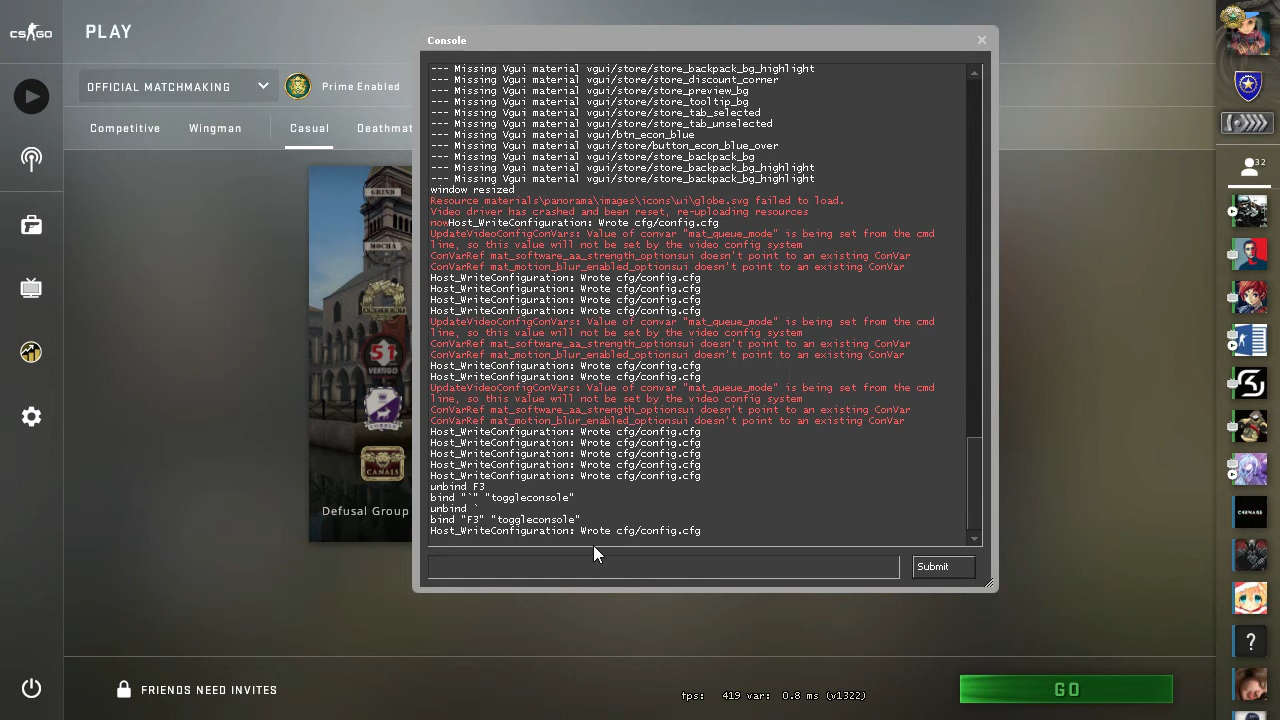 CS:GO
PLAY
OFFICIAL MATCHMAKING
Prime Enabled
Competitive
Wingman
Casual
Deathmat
GRIND
MOCHA
51
VERTIGO
CANALS
Defusal Group
Console
--- Missing Vgui material vgui/store/store_backpack_bg_highlight
--- Missing Vgui material vgui/store/store_discount_corner
--- Missing Vgui material vgui/store/store_preview_bg
--- Missing Vgui material vgui/store/store_tooltip_bg
--- Missing Vgui material vgui/store/store_tab_selected
--- Missing Vgui material vgui/store/store_tab_unselected
--- Missing Vgui material vgui/btn_econ_blue
--- Missing Vgui material vgui/store/button_econ_blue_over
--- Missing Vgui material vgui/store/store_backpack_bg
--- Missing Vgui material vgui/store/store_backpack_bg_highlight
--- Missing Vgui material vgui/store/store_backpack_bg_highlight
window resized
Resource materials\panorama\images\icons\ui\globe.svg failed to load.
Video driver has crashed and been reset, re-uploading resources
nowHost_WriteConfiguration: Wrote cfg/config.cfg
UpdateVideoConfigConVars: Value of convar "mat_queue_mode" is being set from the cmd
line, so this value will not be set by the video config system
ConVarRef mat_software_aa_strength_optionsui doesn't point to an existing ConVar
ConVarRef mat_motion_blur_enabled_optionsui doesn't point to an existing ConVar
Host_WriteConfiguration: Wrote cfg/config.cfg
Host_WriteConfiguration: Wrote cfg/config.cfg
Host_WriteConfiguration: Wrote cfg/config.cfg
Host_WriteConfiguration: Wrote cfg/config.cfg
UpdateVideoConfigConVars: Value of convar "mat_queue_mode" is being set from the cmd
line, so this value will not be set by the video config system
ConVarRef mat_software_aa_strength_optionsui doesn't point to an existing ConVar
ConVarRef mat_motion_blur_enabled_optionsui doesn't point to an existing ConVar
Host_WriteConfiguration: Wrote cfg/config.cfg
Host_WriteConfiguration: Wrote cfg/config.cfg
UpdateVideoConfigConVars: Value of convar "mat_queue_mode" is being set from the cmd
line, so this value will not be set by the video config system
ConVarRef mat_software_aa_strength_optionsui doesn't point to an existing ConVar
ConVarRef mat_motion_blur_enabled_optionsui doesn't point to an existing ConVar
Host_WriteConfiguration: Wrote cfg/config.cfg
Host_WriteConfiguration: Wrote cfg/config.cfg
Host_WriteConfiguration: Wrote cfg/config.cfg
Host_WriteConfiguration: Wrote cfg/config.cfg
Host_WriteConfiguration: Wrote cfg/config.cfg
unbind F3
bind "`" "toggleconsole"
unbind `
bind "F3" "toggleconsole"
Host_WriteConfiguration: Wrote cfg/config.cfg
Submit
32
CARNAGE
?
FRIENDS NEED INVITES
fps: 419 var: 0.8 ms (v1322)
GO